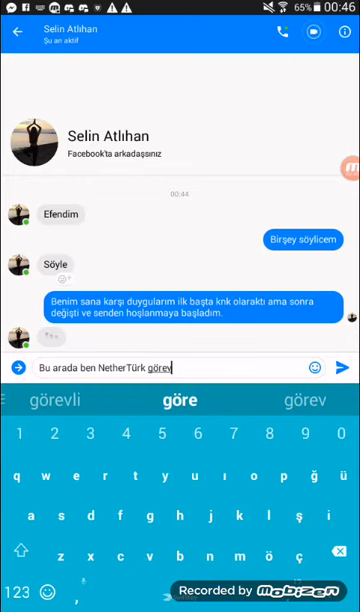 65% 00:46
Selin Atlıhan
Şu an aktif
Selin Atlıhan
Facebook'ta arkadaşsınız
00:44
Efendim
Birşey söylicem
Söyle
Benim sana karşı duygularım ilk başta knk olaraktı ama sonra
değişti ve senden hoşlanmaya başladım.
Bu arada ben NetherTürk görev
görevli göre görev
1 2 3 4 5 6 7 8 9 0
q w e r t y u ı o p ğ ü
a s d f g h j k l ş i
z x c v b n m ö ç
123 ,
Recorded by mobizen